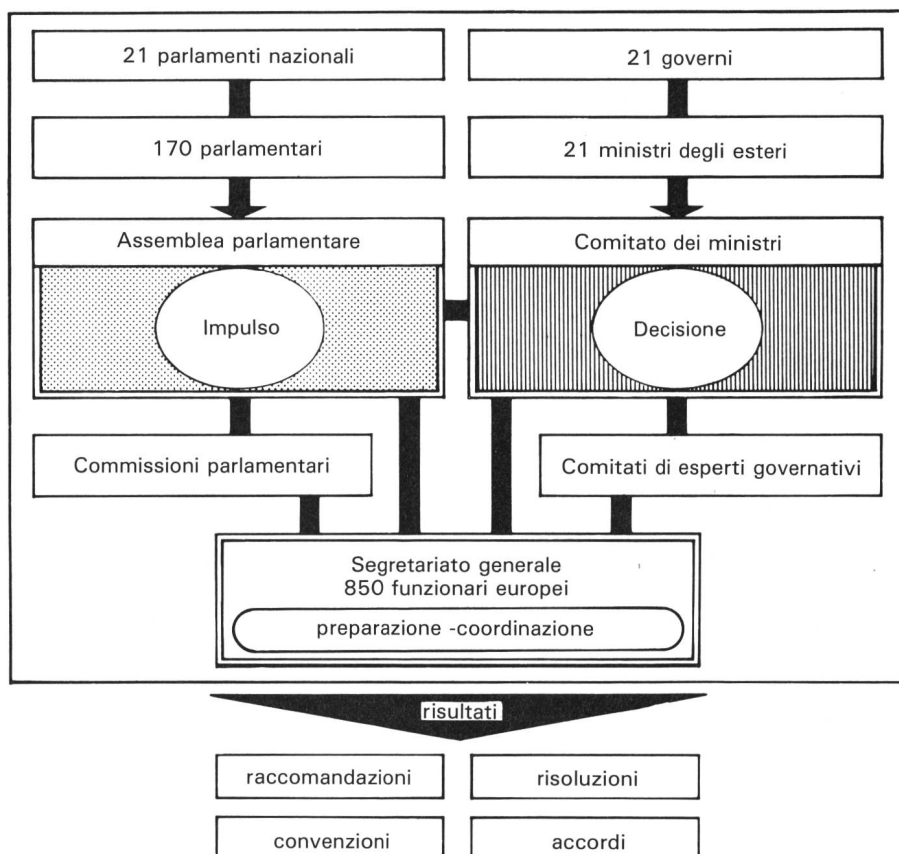 21 parlamenti nazionali
21 governi
170 parlamentari
21 ministri degli esteri
Assemblea parlamentare
Comitato dei ministri
Impulso
Decisione
Commissioni parlamentari
Comitati di esperti governativi
Segretariato generale
850 funzionari europei
preparazione -coordinazione
risultati
raccomandazioni
risoluzioni
convenzioni
accordi